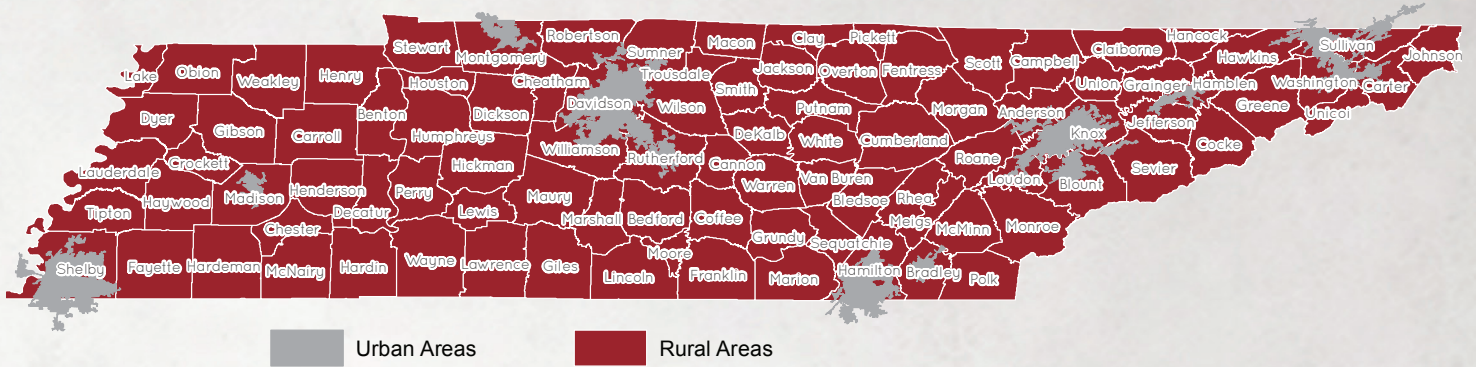 Stewart
Montgomery
Robertson
Sumner
Macon
Clay
Pickett
Scott
Campbell
Claiborne
Hancock
Hawkins
Sullivan
Johnson
Lake
Obion
Weakley
Henry
Houston
Cheatham
Trousdale
Smith
Jackson
Overton
Fentress
Union
Grainger
Hamblen
Washington
Carter
Dyer
Gibson
Carroll
Benton
Dickson
Davidson
Wilson
Putnam
Morgan
Anderson
Knox
Jefferson
Greene
Unicoi
Humphreys
DeKalb
White
Cumberland
Cocke
Lauderdale
Crockett
Hickman
Williamson
Rutherford
Cannon
Roane
Loudon
Blount
Sevier
Tipton
Haywood
Madison
Henderson
Decatur
Perry
Lewis
Maury
Warren
Van Buren
Bledsoe
Rhea
Marshall
Bedford
Coffee
Meigs
McMinn
Monroe
Chester
Grundy
Sequatchie
Shelby
Fayette
Hardeman
McNairy
Hardin
Wayne
Lawrence
Giles
Moore
Lincoln
Franklin
Marion
Hamilton
Bradley
Polk
Urban Areas
Rural Areas